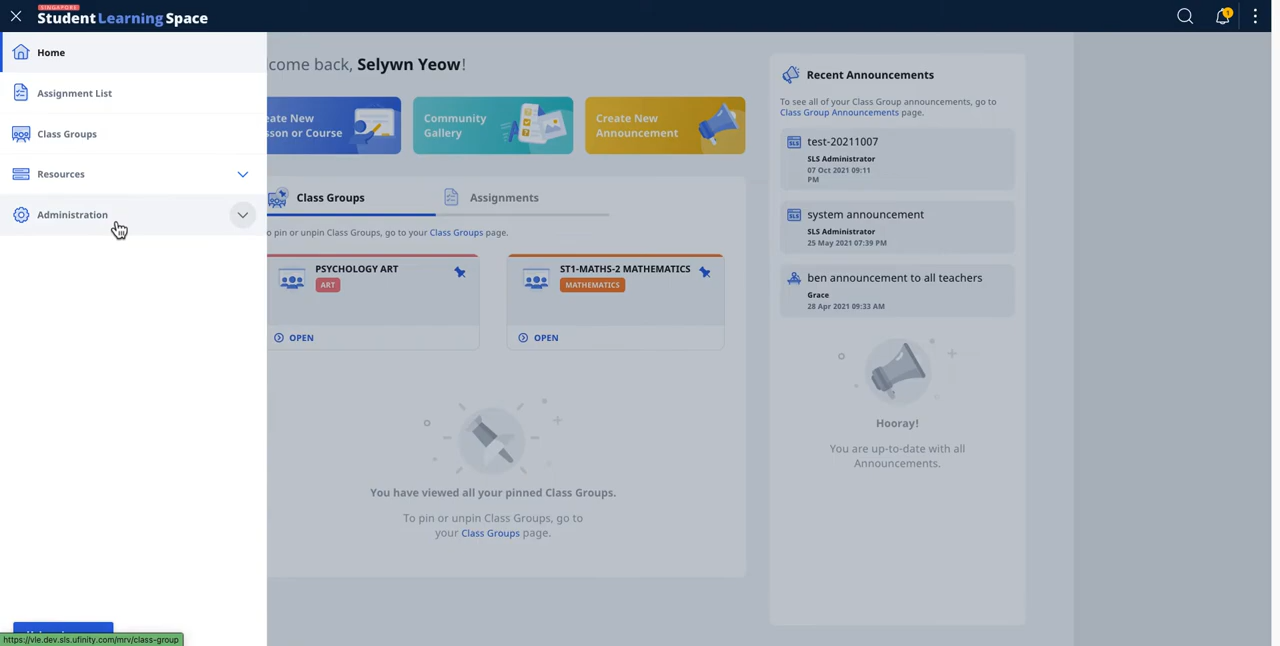 SINGAPORE
Student Learning Space
Home
Assignment List
Class Groups
Resources
Administration
come back, Selywn Yeow!
eate New
sson or Course
Community
Gallery
Create New
Announcement
Class Groups
Assignments
o pin or unpin Class Groups, go to your Class Groups page.
PSYCHOLOGY ART
ART
OPEN
ST1-MATHS-2 MATHEMATICS
MATHEMATICS
OPEN
You have viewed all your pinned Class Groups.
To pin or unpin Class Groups, go to
your Class Groups page.
Recent Announcements
To see all of your Class Group announcements, go to
Class Group Announcements page.
SLS
test-20211007
SLS Administrator
07 Oct 2021 09:11
PM
SLS
system announcement
SLS Administrator
25 May 2021 07:39 PM
ben announcement to all teachers
Grace
28 Apr 2021 09:33 AM
Hooray!
You are up-to-date with all
Announcements.
https://vle.dev.sls.ufinity.com/mrv/class-group